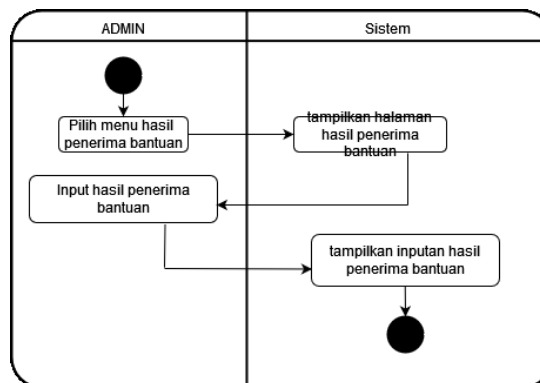 ADMIN
Sistem
Pilih menu hasil
penerima bantuan
tampilkan halaman
hasil penerima
bantuan
Input hasil penerima
bantuan
tampilkan inputan hasil
penerima bantuan